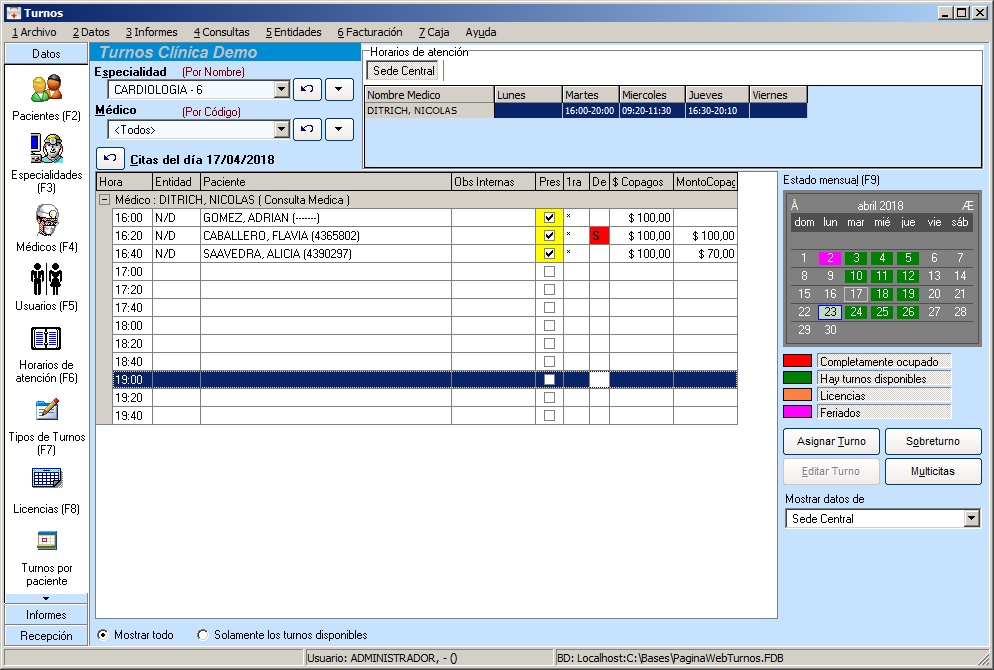 Turnos
1 Archivo 2 Datos 3 Informes 4 Consultas 5 Entidades 6 Facturación 7 Caja Ayuda
Datos
Pacientes (F2)
Especialidades
(F3)
Médicos (F4)
Usuarios (F5)
Horarios de
atención (F6)
Tipos de Turnos
(F7)
Licencias (F8)
Turnos por
paciente
Informes
Recepción
Turnos Clínica Demo
Especialidad (Por Nombre)
CARDIOLOGIA - 6
Médico (Por Código)
<Todos>
Citas del día 17/04/2018
Horarios de atención
Sede Central
Nombre Medico Lunes Martes Miercoles Jueves Viernes
DITRICH, NICOLAS 16:00-20:00 09:20-11:30 16:30-20:10
Hora Entidad Paciente Obs Internas Pres 1ra De $ Copagos MontoCopag
Médico : DITRICH, NICOLAS ( Consulta Medica )
16:00 N/D GOMEZ, ADRIAN (-------) * $ 100,00
16:20 N/D CABALLERO, FLAVIA (4365802) * S $ 100,00 $ 100,00
16:40 N/D SAAVEDRA, ALICIA (4390297) * $ 100,00 $ 70,00
17:00
17:20
17:40
18:00
18:20
18:40
19:00
19:20
19:40
Mostrar todo Solamente los turnos disponibles
Estado mensual (F9)
Â abril 2018 Æ
dom lun mar mié jue vie sáb
1 2 3 4 5 6 7
8 9 10 11 12 13 14
15 16 17 18 19 20 21
22 23 24 25 26 27 28
29 30
Completamente ocupado
Hay turnos disponibles
Licencias
Feriados
Asignar Turno Sobreturno
Editar Turno Multicitas
Mostrar datos de
Sede Central
Usuario: ADMINISTRADOR, - () BD: Localhost:C:\Bases\PaginaWebTurnos.FDB